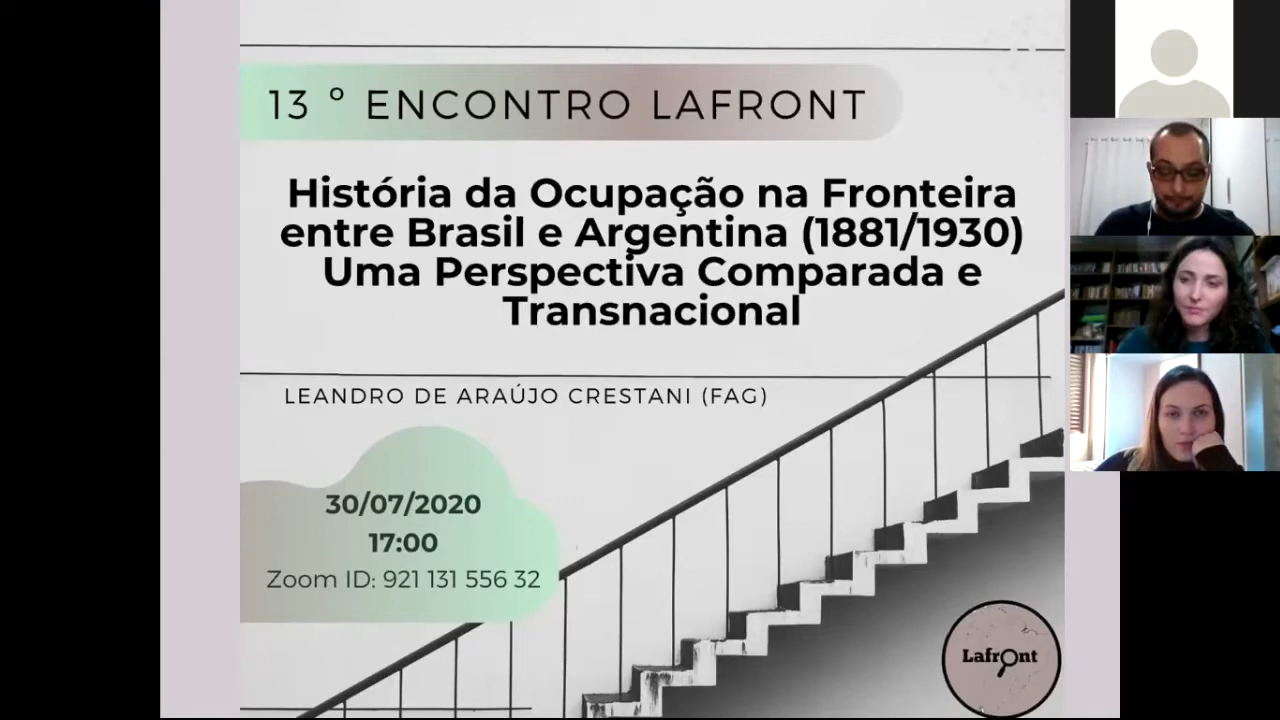 13 º ENCONTRO LAFRONT
História da Ocupação na Fronteira
entre Brasil e Argentina (1881/1930)
Uma Perspectiva Comparada e
Transnacional
LEANDRO DE ARAÚJO CRESTANI (FAG)
30/07/2020
17:00
Zoom ID: 921 131 556 32
Lafront